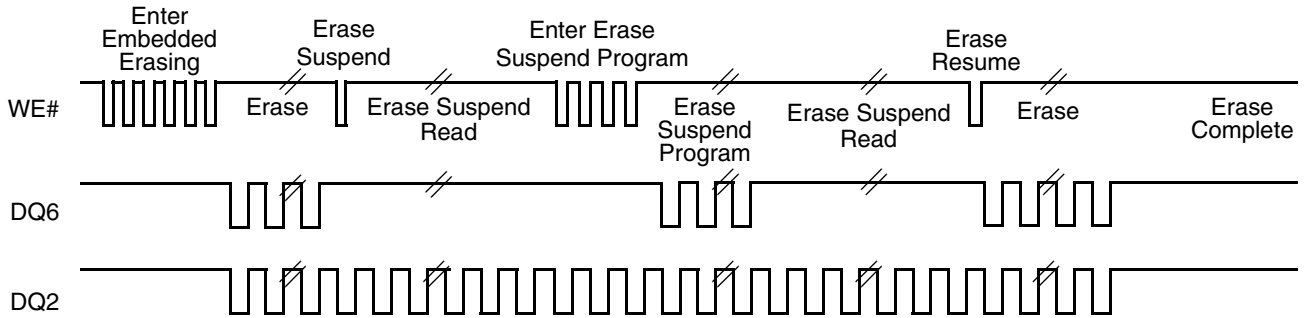 Enter
Embedded
Erasing
Erase
Suspend
Enter Erase
Suspend Program
Erase
Resume
WE#
Erase
Erase Suspend
Read
Erase
Suspend
Program
Erase Suspend
Read
Erase
Erase
Complete
DQ6
DQ2